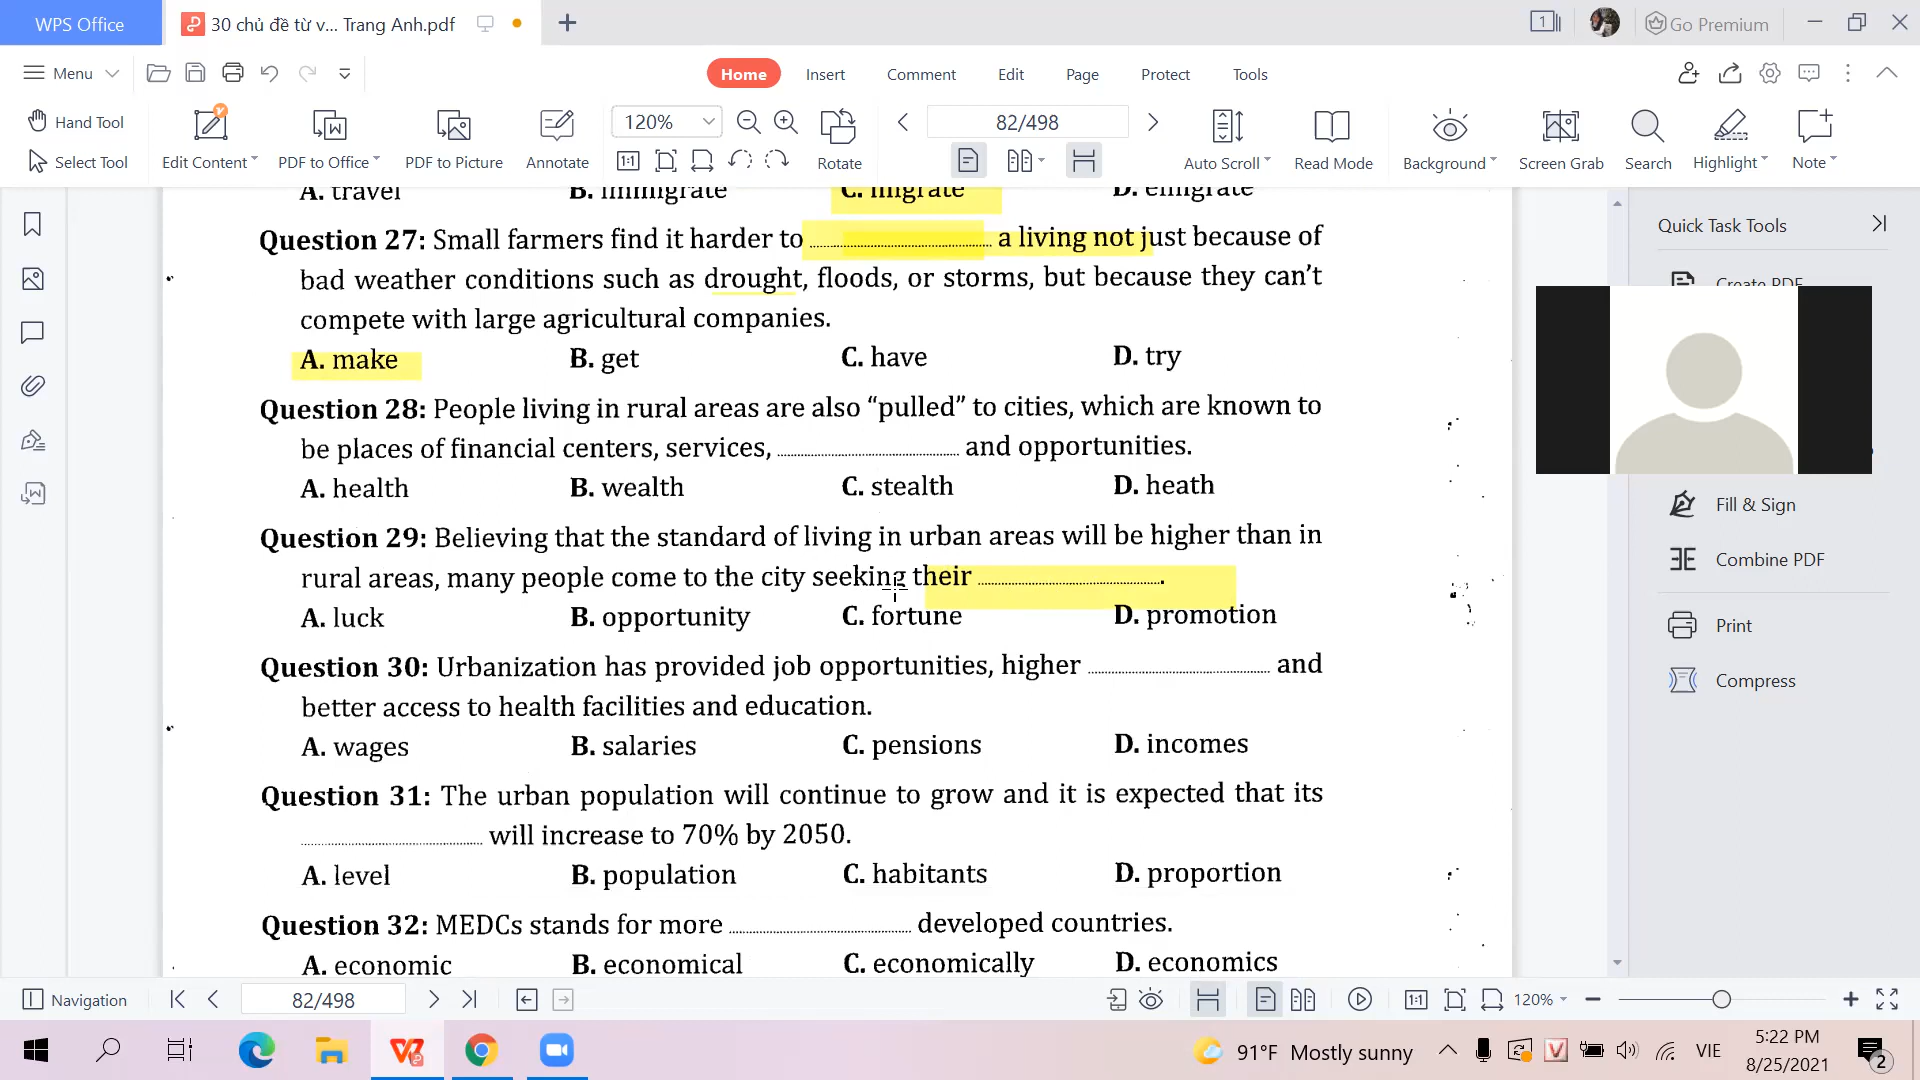 WPS Office
30 chủ đề từ v... Trang Anh.pdf
1
Go Premium
Menu
Home
Insert
Comment
Edit
Page
Protect
Tools
Hand Tool
Select Tool
Edit Content
PDF to Office
PDF to Picture
Annotate
120%
Rotate
82/498
Auto Scroll
Read Mode
Background
Screen Grab
Search
Highlight
Note
A. travel B. immigrate C. migrate D. emigrate
Question 27: Small farmers find it harder to ........................ a living not just because of
bad weather conditions such as drought, floods, or storms, but because they can't
compete with large agricultural companies.
A. make B. get C. have D. try
Question 28: People living in rural areas are also “pulled” to cities, which are known to
be places of financial centers, services, ........................ and opportunities.
A. health B. wealth C. stealth D. heath
Question 29: Believing that the standard of living in urban areas will be higher than in
rural areas, many people come to the city seeking their ........................ .
A. luck B. opportunity C. fortune D. promotion
Question 30: Urbanization has provided job opportunities, higher ........................ and
better access to health facilities and education.
A. wages B. salaries C. pensions D. incomes
Question 31: The urban population will continue to grow and it is expected that its
........................ will increase to 70% by 2050.
A. level B. population C. habitants D. proportion
Question 32: MEDCs stands for more ........................ developed countries.
A. economic B. economical C. economically D. economics
Quick Task Tools
Create PDF
Fill & Sign
Combine PDF
Print
Compress
Navigation
82/498
120%
91°F Mostly sunny
VIE
5:22 PM
8/25/2021
2